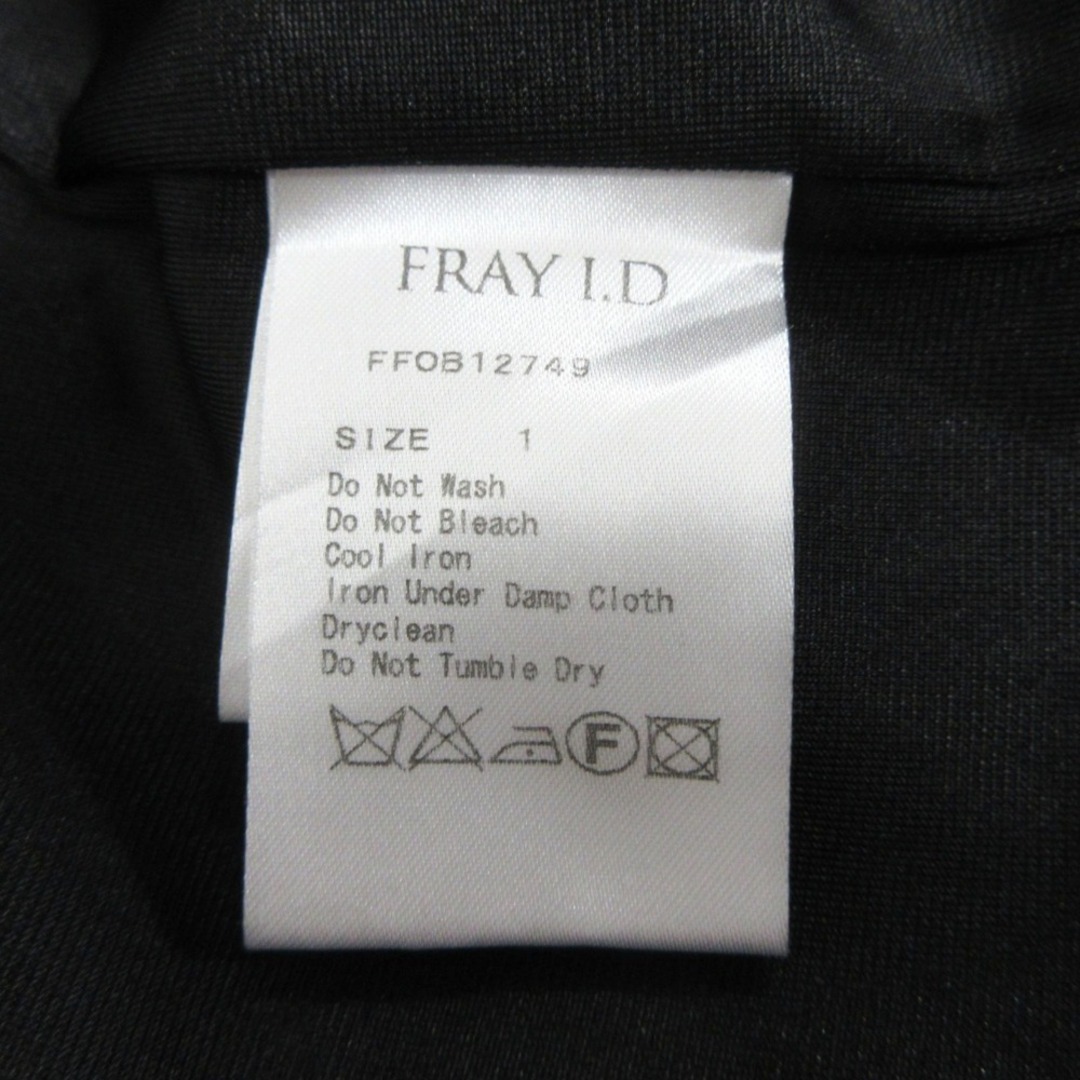 FRAY I.D
FFOB12749
SIZE 1
Do Not Wash
Do Not Bleach
Cool Iron
Iron Under Damp Cloth
Dryclean
Do Not Tumble Dry
F